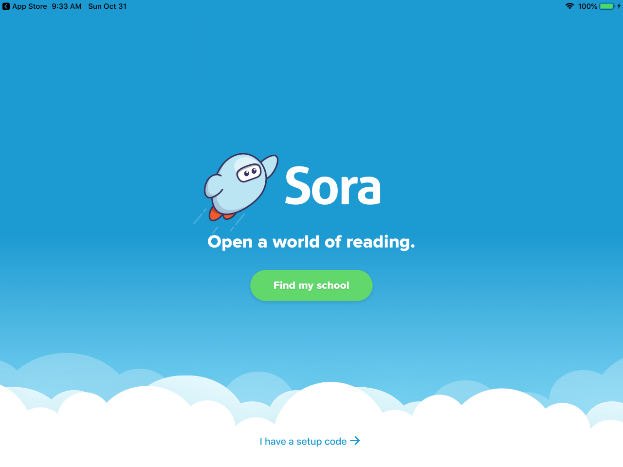 App Store 9:33 AM Sun Oct 31 100%
Sora
Open a world of reading.
Find my school
I have a setup code